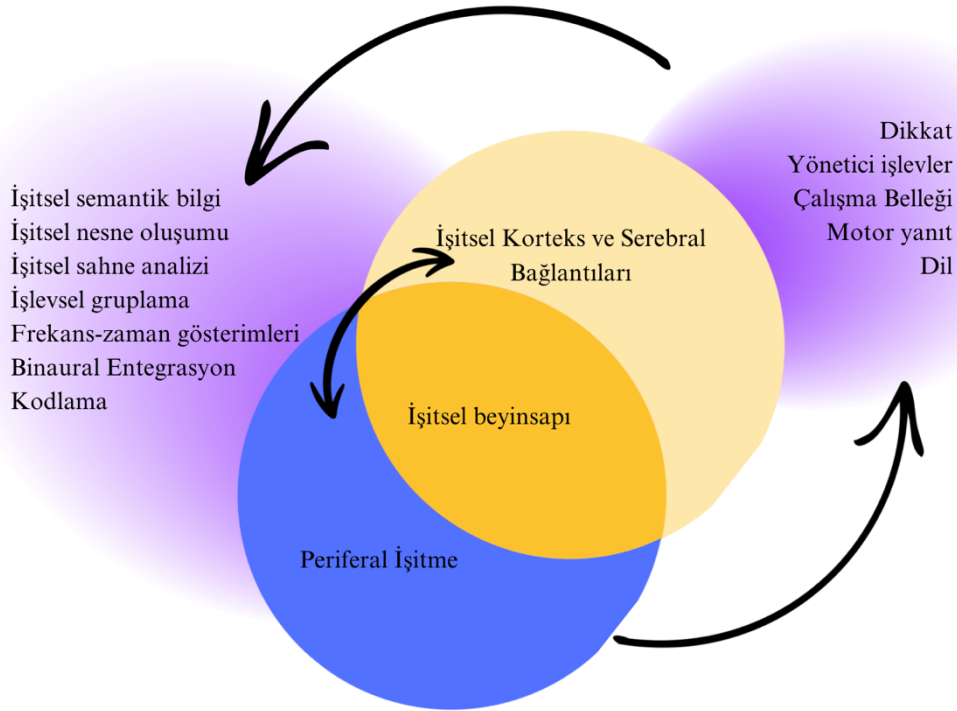 Dikkat
Yönetici işlevler
Çalışma Belleği
Motor yanıt
Dil
İşitsel semantik bilgi
İşitsel nesne oluşumu
İşitsel sahne analizi
İşlevsel gruplama
Frekans-zaman gösterimleri
Binaural Entegrasyon
Kodlama
İşitsel Korteks ve Serebral
Bağlantıları
İşitsel beyinsapı
Periferal İşitme